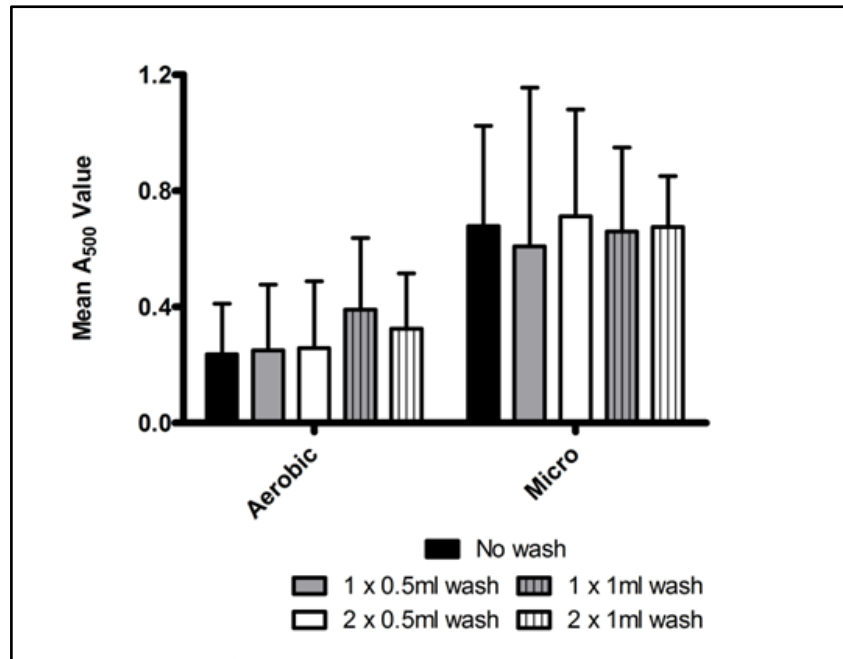 1.2
0.8
0.4
0.0
Mean A500 Value
Aerobic
Micro
No wash
1 x 0.5ml wash
1 x 1ml wash
2 x 0.5ml wash
2 x 1ml wash